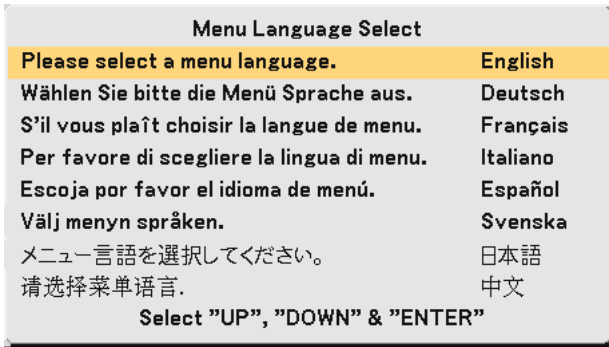 Menu Language Select
Please select a menu language. English
Wählen Sie bitte die Menü Sprache aus. Deutsch
S’il vous plaît choisir la langue de menu. Français
Per favore di scegliere la lingua di menu. Italiano
Escoja por favor el idioma de menú. Español
Välj menyn språken. Svenska
メニュー言語を選択してください。 日本語
请选择菜单语言. 中文
Select ”UP”, ”DOWN” & ”ENTER”